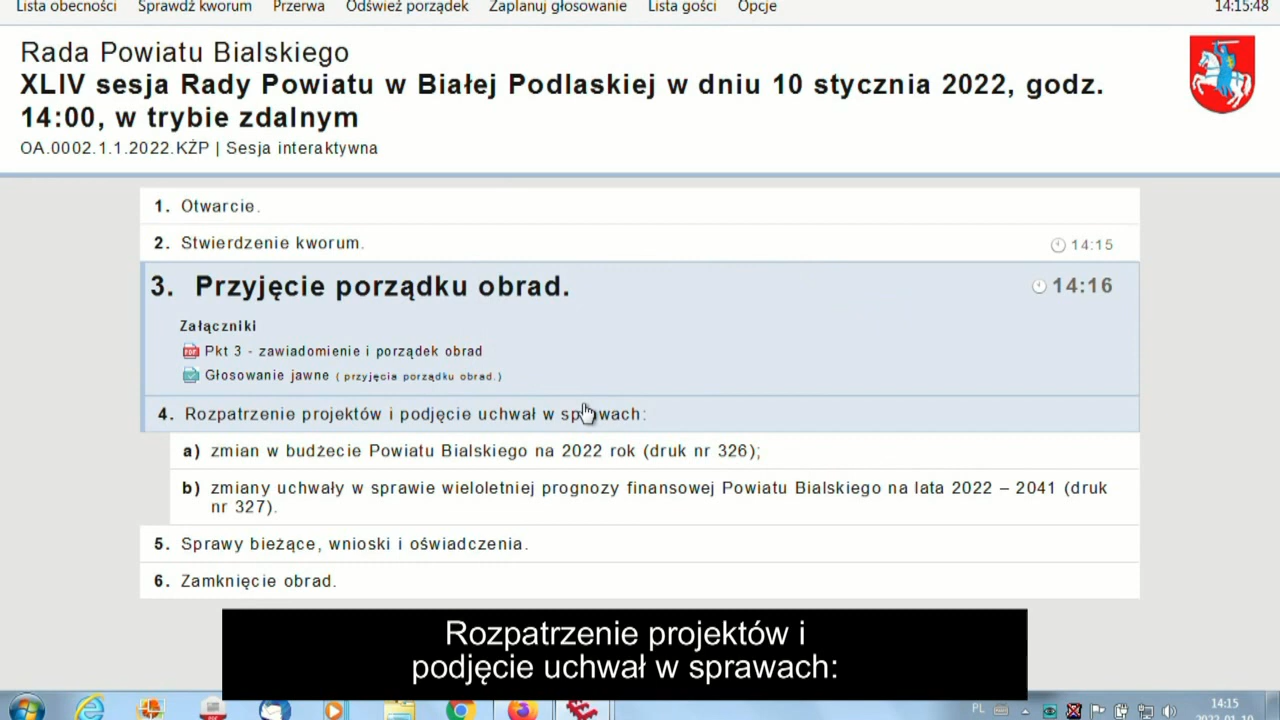 Lista obecności Sprawdź kworum Przerwa Odśwież porządek Zaplanuj głosowanie Lista gości Opcje 14:15:48
Rada Powiatu Bialskiego
XLIV sesja Rady Powiatu w Białej Podlaskiej w dniu 10 stycznia 2022, godz.
14:00, w trybie zdalnym
OA.0002.1.1.2022.KŻP | Sesja interaktywna
1. Otwarcie.
2. Stwierdzenie kworum. 14:15
3. Przyjęcie porządku obrad. 14:16
Załączniki
Pkt 3 - zawiadomienie i porządek obrad
Głosowanie jawne ( przyjęcia porządku obrad.)
4. Rozpatrzenie projektów i podjęcie uchwał w sprawach:
a) zmian w budżecie Powiatu Bialskiego na 2022 rok (druk nr 326);
b) zmiany uchwały w sprawie wieloletniej prognozy finansowej Powiatu Bialskiego na lata 2022 – 2041 (druk
nr 327).
5. Sprawy bieżące, wnioski i oświadczenia.
6. Zamknięcie obrad.
Rozpatrzenie projektów i
podjęcie uchwał w sprawach:
PL 14:15
2022-01-10